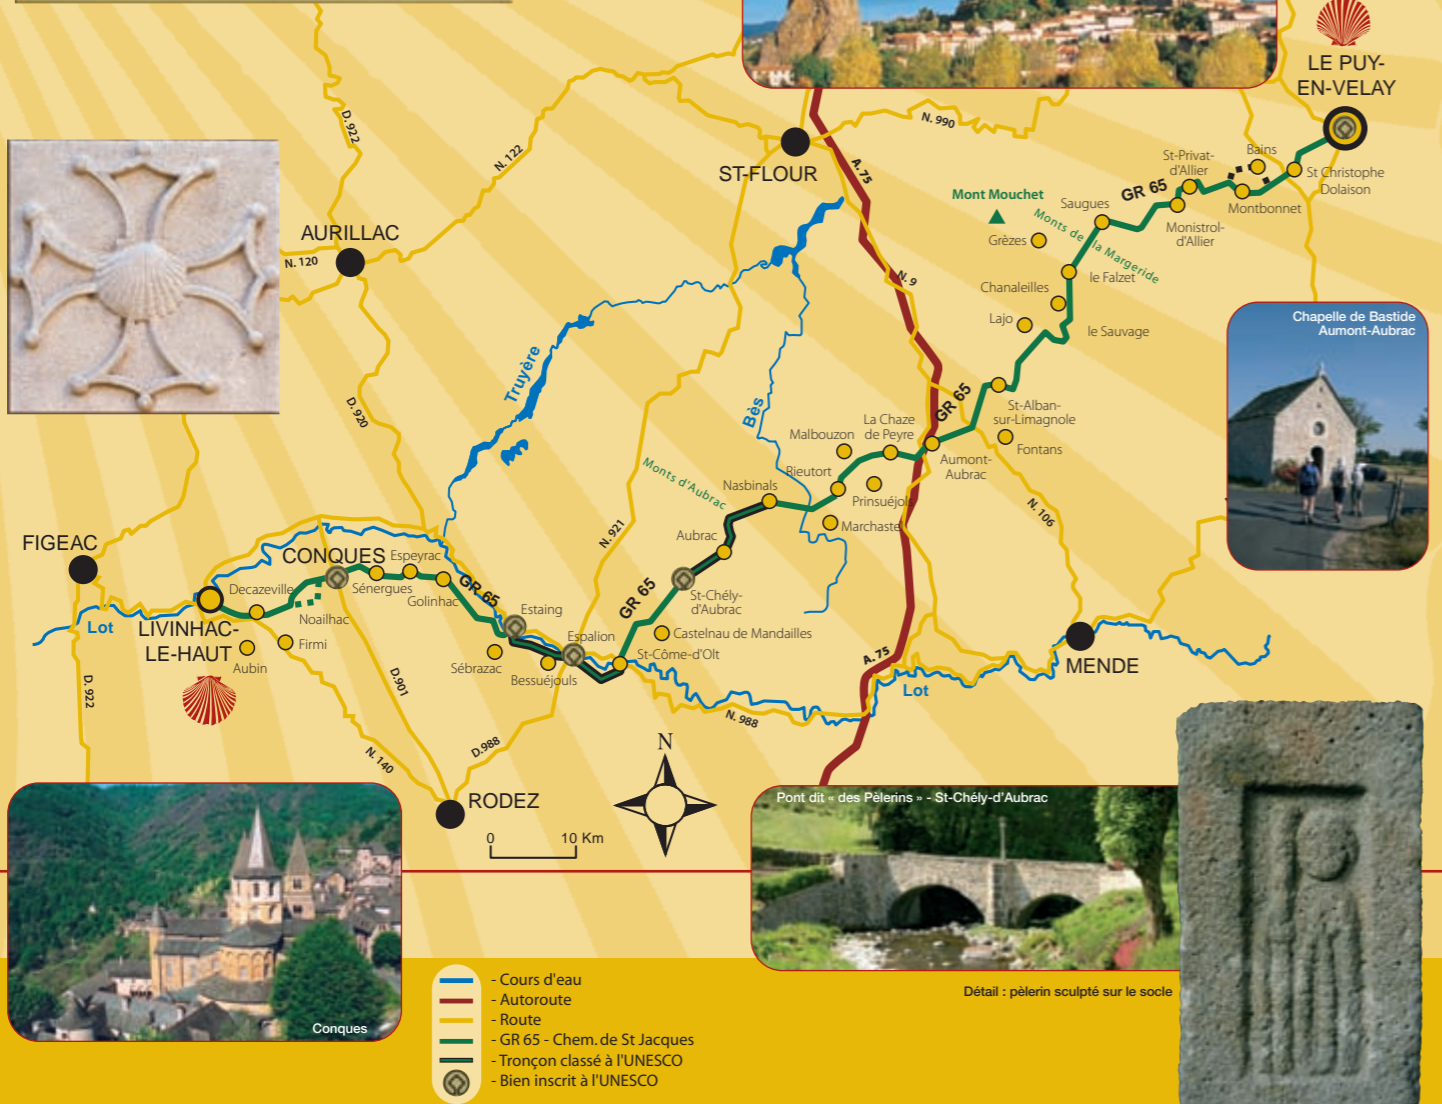 LE PUY-
EN-VELAY
D. 922
N. 122
N. 990
ST-FLOUR
A. 75
St-Privat-
d'Allier
Bains
St Christophe
Dolaison
GR 65
Montbonnet
Mont Mouchet
Saugues
Monistrol-
d'Allier
Monts de la Margeride
Grèzes
AURILLAC
N. 120
N. 9
Chanaleilles
le Falzet
Lajo
le Sauvage
Chapelle de Bastide
Aumont-Aubrac
Truyère
D. 920
Bès
GR 65
St-Alban-
sur-Limagnole
La Chaze
de Peyre
Malbouzon
Fontans
Aumont-
Aubrac
Monts d'Aubrac
Rieutort
Nasbinals
Prinsuéjols
Marchastel
N. 106
N. 921
Aubrac
FIGEAC
CONQUES
Espeyrac
Sénergues
Golinhac
GR 65
Decazeville
Noailhac
Estaing
GR 65
St-Chély-
d'Aubrac
Lot
LIVINHAC-
LE-HAUT
Firmi
Aubin
Espalion
Castelnau de Mandailles
St-Côme-d'Olt
Sébrazac
Bessuéjouls
MENDE
A. 75
Lot
D. 922
D.901
N. 988
N. 140
D.988
N
RODEZ
0 10 Km
Pont dit « des Pèlerins » - St-Chély-d'Aubrac
Conques
Détail : pèlerin sculpté sur le socle
- Cours d'eau
- Autoroute
- Route
- GR 65 - Chem. de St Jacques
- Tronçon classé à l'UNESCO
- Bien inscrit à l'UNESCO